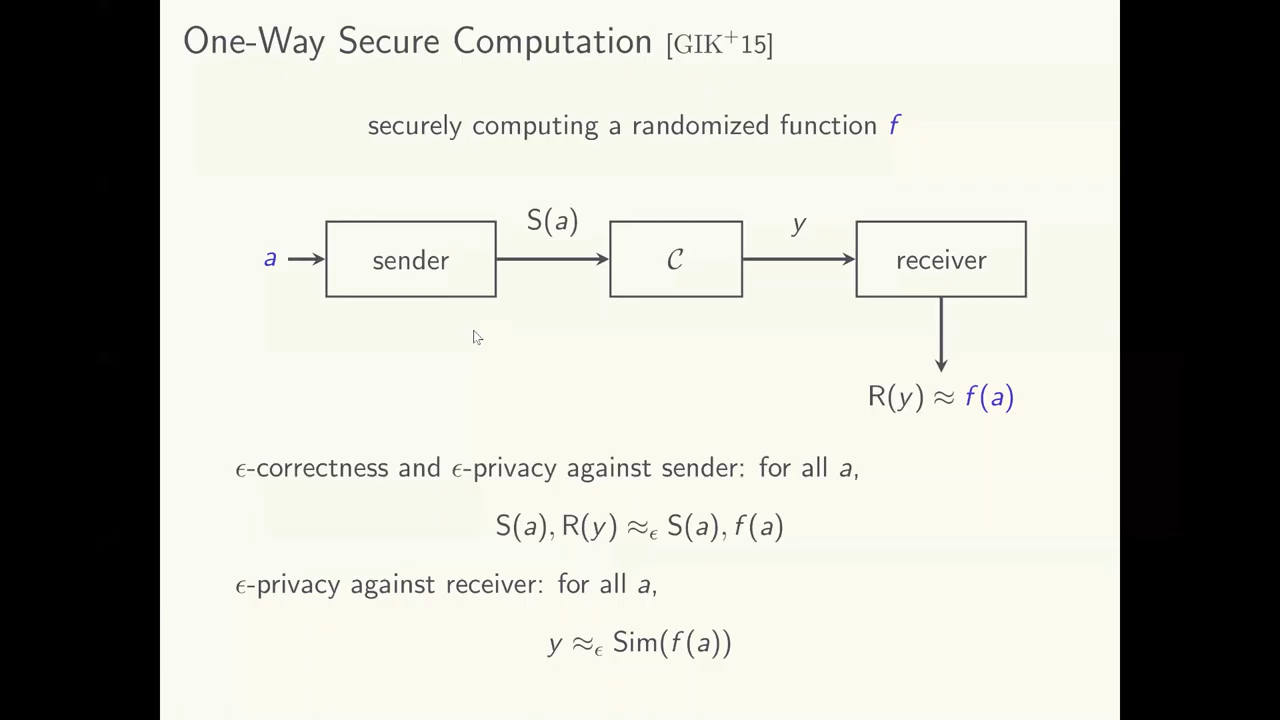 One-Way Secure Computation [GIK⁺15]
securely computing a randomized function f
a
sender
S(a)
C
y
receiver
R(y) ≈ f(a)
ϵ-correctness and ϵ-privacy against sender: for all a,
S(a), R(y) ≈ϵ S(a), f(a)
ϵ-privacy against receiver: for all a,
y ≈ϵ Sim(f(a))